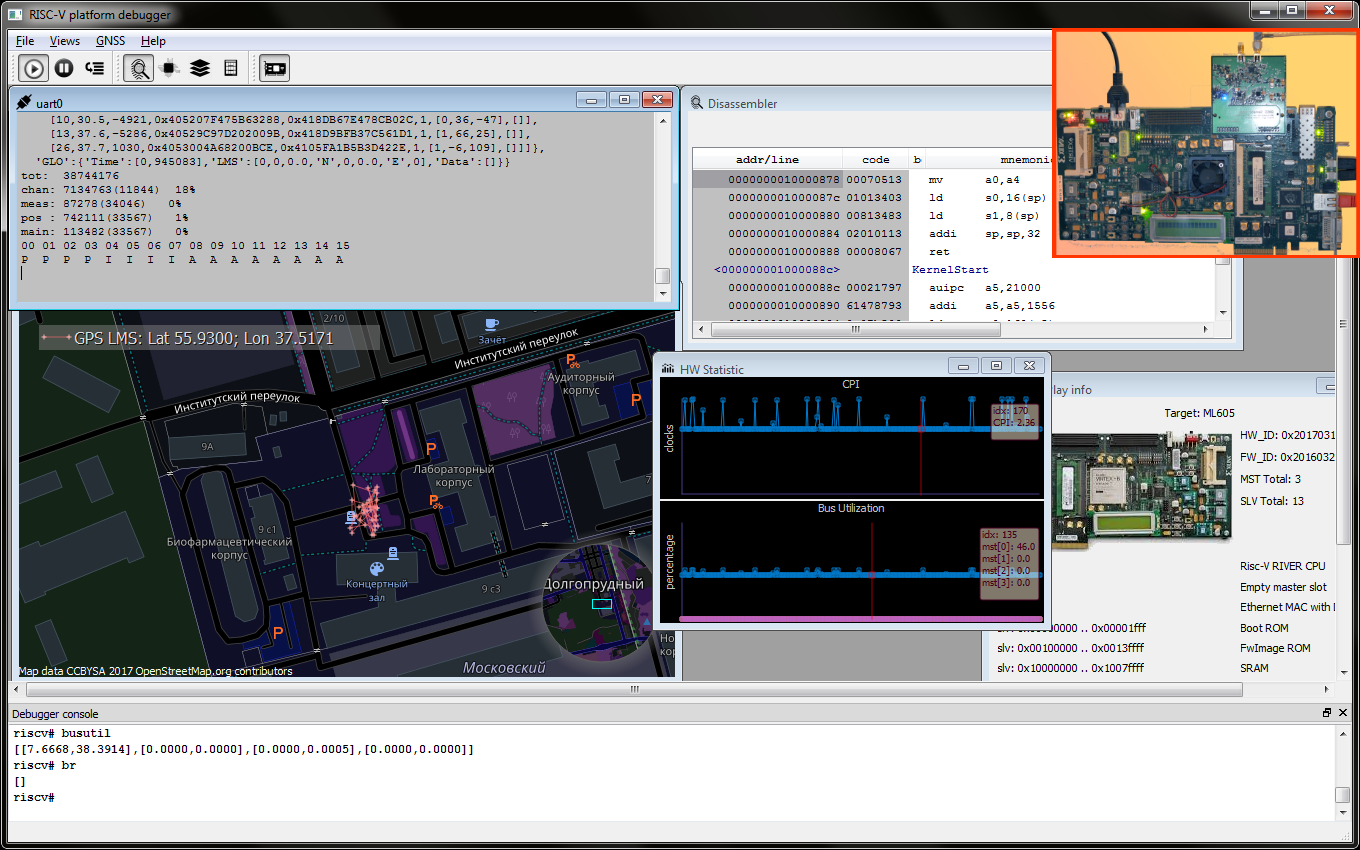 RISC-V platform debugger
File Views GNSS Help
uart0
[10,30.5,-4921,0x405207F475B63288,0x418DB67E478CB02C,1,[0,36,-47],[]],
[13,37.6,-5286,0x40529C97D202009B,0x418D9BFB37C561D1,1,[1,66,25],[]],
[26,37.7,1030,0x4053004A68200BCE,0x4105FA1B5B3D422E,1,[1,-6,109],[]]]},
'GLO':{'Time':[0,945083],'LMS':[0,0,0.0,'N',0,0.0,'E',0],'Data':[]}}
tot: 38744176
chan: 7134763(11844) 18%
meas: 87278(34046) 0%
pos : 742111(33567) 1%
main: 113482(33567) 0%
00 01 02 03 04 05 06 07 08 09 10 11 12 13 14 15
P P P P I I I I A A A A A A A A
Disassembler
addr/line code b mnemonic
0000000010000878 00070513 mv a0,a4
000000001000087c 01013403 ld s0,16(sp)
0000000010000880 00813483 ld s1,8(sp)
0000000010000884 02010113 addi sp,sp,32
0000000010000888 00008067 ret
<000000001000088c> KernelStart
000000001000088c 00021797 auipc a5,21000
0000000010000890 61478793 addi a5,a5,1556
GPS LMS: Lat 55.9300; Lon 37.5171
2/10
Зачёт
Институтский переулок
Институтский переулок
Аудиторный
корпус
P
P
9А
P
Лабораторный
корпус
7
P
9 с1
Биофармацевтический
корпус
Концертный
зал
9 с3
P
Долгопрудный
Московский
Но
кор
Map data CCBYSA 2017 OpenStreetMap.org contributors
HW Statistic
CPI
clocks
idx: 170
CPI: 2.36
Bus Utilization
percentage
idx: 135
mst[0]: 46.0
mst[1]: 0.0
mst[2]: 0.0
mst[3]: 0.0
lay info
Target: ML605
HW_ID: 0x2017031
FW_ID: 0x2016032
MST Total: 3
SLV Total: 13
Risc-V RIVER CPU
Empty master slot
Ethernet MAC with
.. 0x00001fff Boot ROM
slv: 0x00100000 .. 0x0013ffff FwImage ROM
slv: 0x10000000 .. 0x1007ffff SRAM
Debugger console
riscv# busutil
[[7.6668,38.3914],[0.0000,0.0000],[0.0000,0.0005],[0.0000,0.0000]]
riscv# br
[]
riscv#